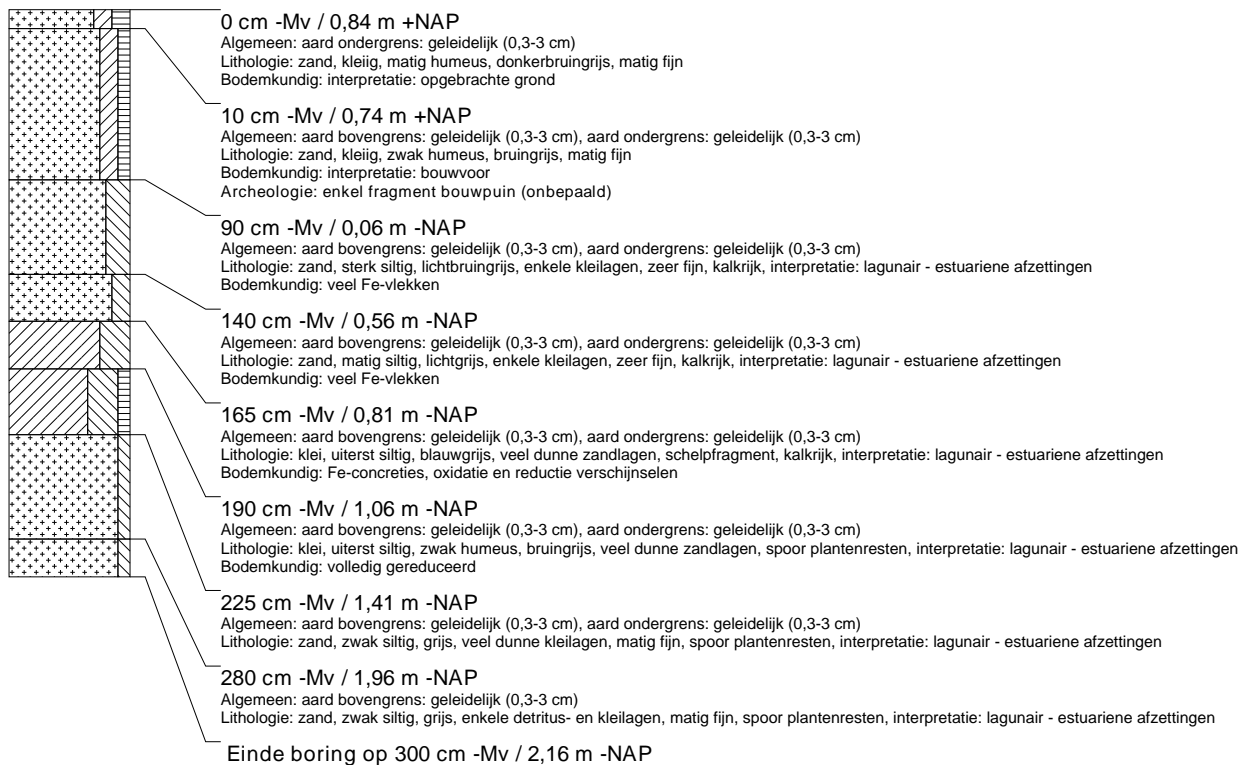 0 cm -Mv / 0,84 m +NAP
Algemeen: aard ondergrens: geleidelijk (0,3-3 cm)
Lithologie: zand, kleiig, matig humeus, donkerbruingrijs, matig fijn
Bodemkundig: interpretatie: opgebrachte grond
10 cm -Mv / 0,74 m +NAP
Algemeen: aard bovengrens: geleidelijk (0,3-3 cm), aard ondergrens: geleidelijk (0,3-3 cm)
Lithologie: zand, kleiig, zwak humeus, bruingrijs, matig fijn
Bodemkundig: interpretatie: bouwvoor
Archeologie: enkel fragment bouwpuin (onbepaald)
90 cm -Mv / 0,06 m -NAP
Algemeen: aard bovengrens: geleidelijk (0,3-3 cm), aard ondergrens: geleidelijk (0,3-3 cm)
Lithologie: zand, sterk siltig, lichtbruingrijs, enkele kleilagen, zeer fijn, kalkrijk, interpretatie: lagunair - estuariene afzettingen
Bodemkundig: veel Fe-vlekken
140 cm -Mv / 0,56 m -NAP
Algemeen: aard bovengrens: geleidelijk (0,3-3 cm), aard ondergrens: geleidelijk (0,3-3 cm)
Lithologie: zand, matig siltig, lichtgrijs, enkele kleilagen, zeer fijn, kalkrijk, interpretatie: lagunair - estuariene afzettingen
Bodemkundig: veel Fe-vlekken
165 cm -Mv / 0,81 m -NAP
Algemeen: aard bovengrens: geleidelijk (0,3-3 cm), aard ondergrens: geleidelijk (0,3-3 cm)
Lithologie: klei, uiterst siltig, blauwgrijs, veel dunne zandlagen, schelpfragment, kalkrijk, interpretatie: lagunair - estuariene afzettingen
Bodemkundig: Fe-concreties, oxidatie en reductie verschijnselen
190 cm -Mv / 1,06 m -NAP
Algemeen: aard bovengrens: geleidelijk (0,3-3 cm), aard ondergrens: geleidelijk (0,3-3 cm)
Lithologie: klei, uiterst siltig, zwak humeus, bruingrijs, veel dunne zandlagen, spoor plantenresten, interpretatie: lagunair - estuariene afzettingen
Bodemkundig: volledig gereduceerd
225 cm -Mv / 1,41 m -NAP
Algemeen: aard bovengrens: geleidelijk (0,3-3 cm), aard ondergrens: geleidelijk (0,3-3 cm)
Lithologie: zand, zwak siltig, grijs, veel dunne kleilagen, matig fijn, spoor plantenresten, interpretatie: lagunair - estuariene afzettingen
280 cm -Mv / 1,96 m -NAP
Algemeen: aard bovengrens: geleidelijk (0,3-3 cm)
Lithologie: zand, zwak siltig, grijs, enkele detritus- en kleilagen, matig fijn, spoor plantenresten, interpretatie: lagunair - estuariene afzettingen
Einde boring op 300 cm -Mv / 2,16 m -NAP